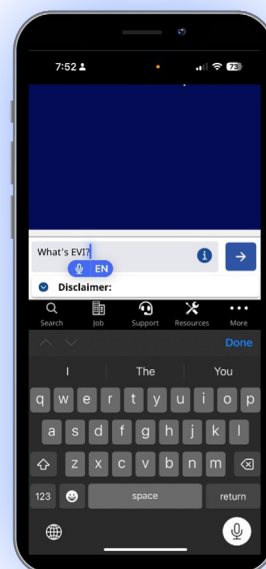 7:52
73
What's EVI?
EN
Disclaimer:
Search Job Support Resources More
Done
I The You
q w e r t y u i o p
a s d f g h j k l
z x c v b n m
123 space return